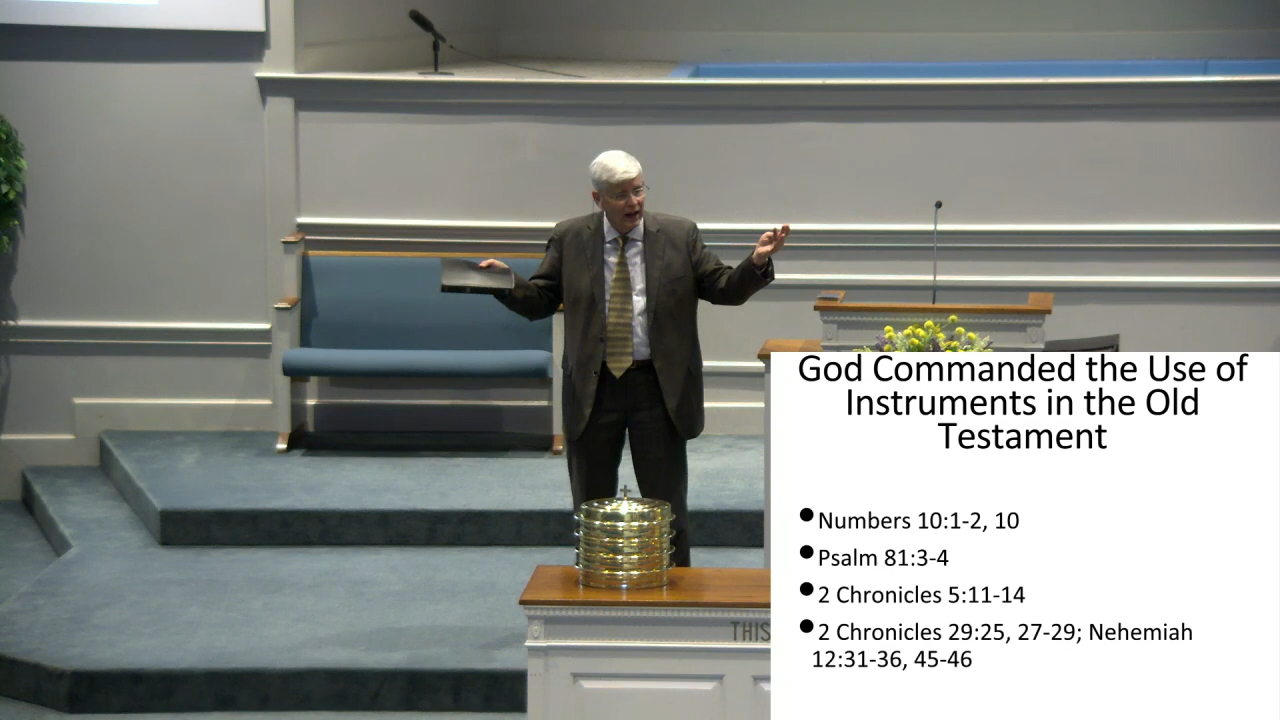 THIS
God Commanded the Use of
Instruments in the Old
Testament
•Numbers 10:1-2, 10
•Psalm 81:3-4
•2 Chronicles 5:11-14
•2 Chronicles 29:25, 27-29; Nehemiah
12:31-36, 45-46